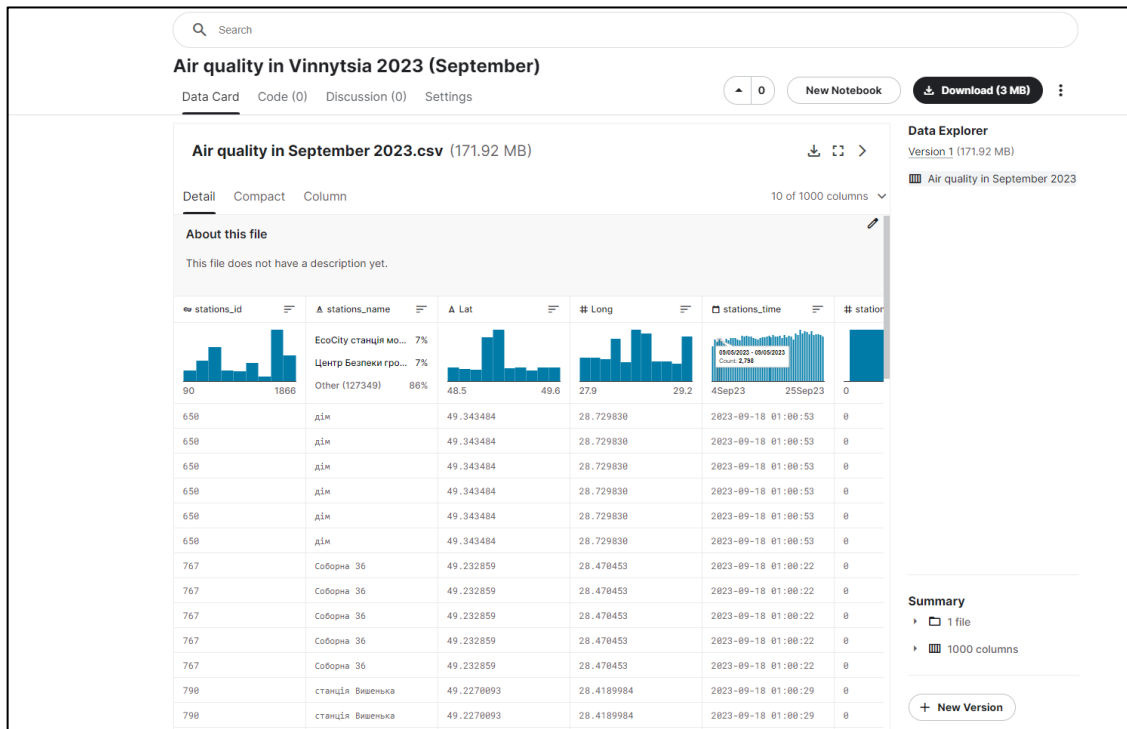 Search
Air quality in Vinnytsia 2023 (September)
Data Card Code (0) Discussion (0) Settings
0 New Notebook Download (3 MB)
Air quality in September 2023.csv (171.92 MB)
Detail Compact Column 10 of 1000 columns
About this file
This file does not have a description yet.
stations_id A stations_name A Lat # Long stations_time # station
EcoCity станція мо... 7%
Центр Безпеки гро... 7%
Other (127349) 86%
05/05/2023 - 05/05/2023
Count: 2,798
90 1866 48.5 49.6 27.9 29.2 4Sep23 25Sep23 0
650 дім 49.343484 28.729830 2023-09-18 01:00:53 0
650 дім 49.343484 28.729830 2023-09-18 01:00:53 0
650 дім 49.343484 28.729830 2023-09-18 01:00:53 0
650 дім 49.343484 28.729830 2023-09-18 01:00:53 0
650 дім 49.343484 28.729830 2023-09-18 01:00:53 0
650 дім 49.343484 28.729830 2023-09-18 01:00:53 0
767 Соборна 36 49.232859 28.470453 2023-09-18 01:00:22 0
767 Соборна 36 49.232859 28.470453 2023-09-18 01:00:22 0
767 Соборна 36 49.232859 28.470453 2023-09-18 01:00:22 0
767 Соборна 36 49.232859 28.470453 2023-09-18 01:00:22 0
767 Соборна 36 49.232859 28.470453 2023-09-18 01:00:22 0
790 станція Вишенька 49.2270093 28.4189984 2023-09-18 01:00:29 0
790 станція Вишенька 49.2270093 28.4189984 2023-09-18 01:00:29 0
Data Explorer
Version 1 (171.92 MB)
Air quality in September 2023
Summary
1 file
1000 columns
+ New Version